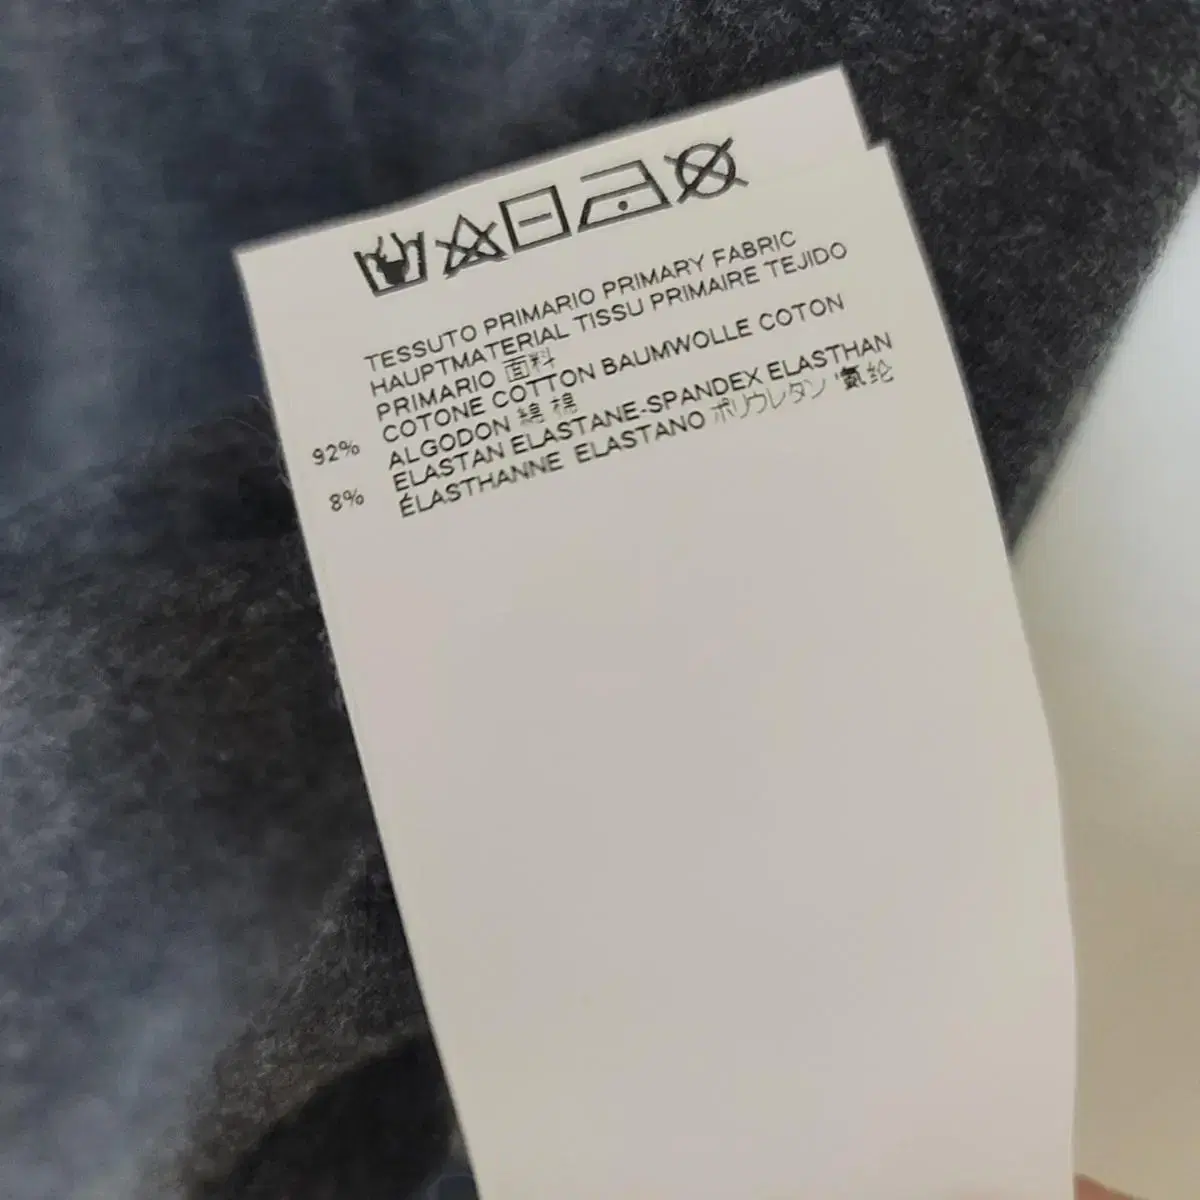 TESSUTO PRIMARIO PRIMARY FABRIC
HAUPTMATERIAL TISSU PRIMAIRE TEJIDO
PRIMARIO 面料
92% COTONE COTTON BAUMWOLLE COTON
ALGODON 綿 棉
8% ELASTAN ELASTANE-SPANDEX ELASTHAN
ÉLASTHANNE ELASTANO ポリウレタン 氨纶